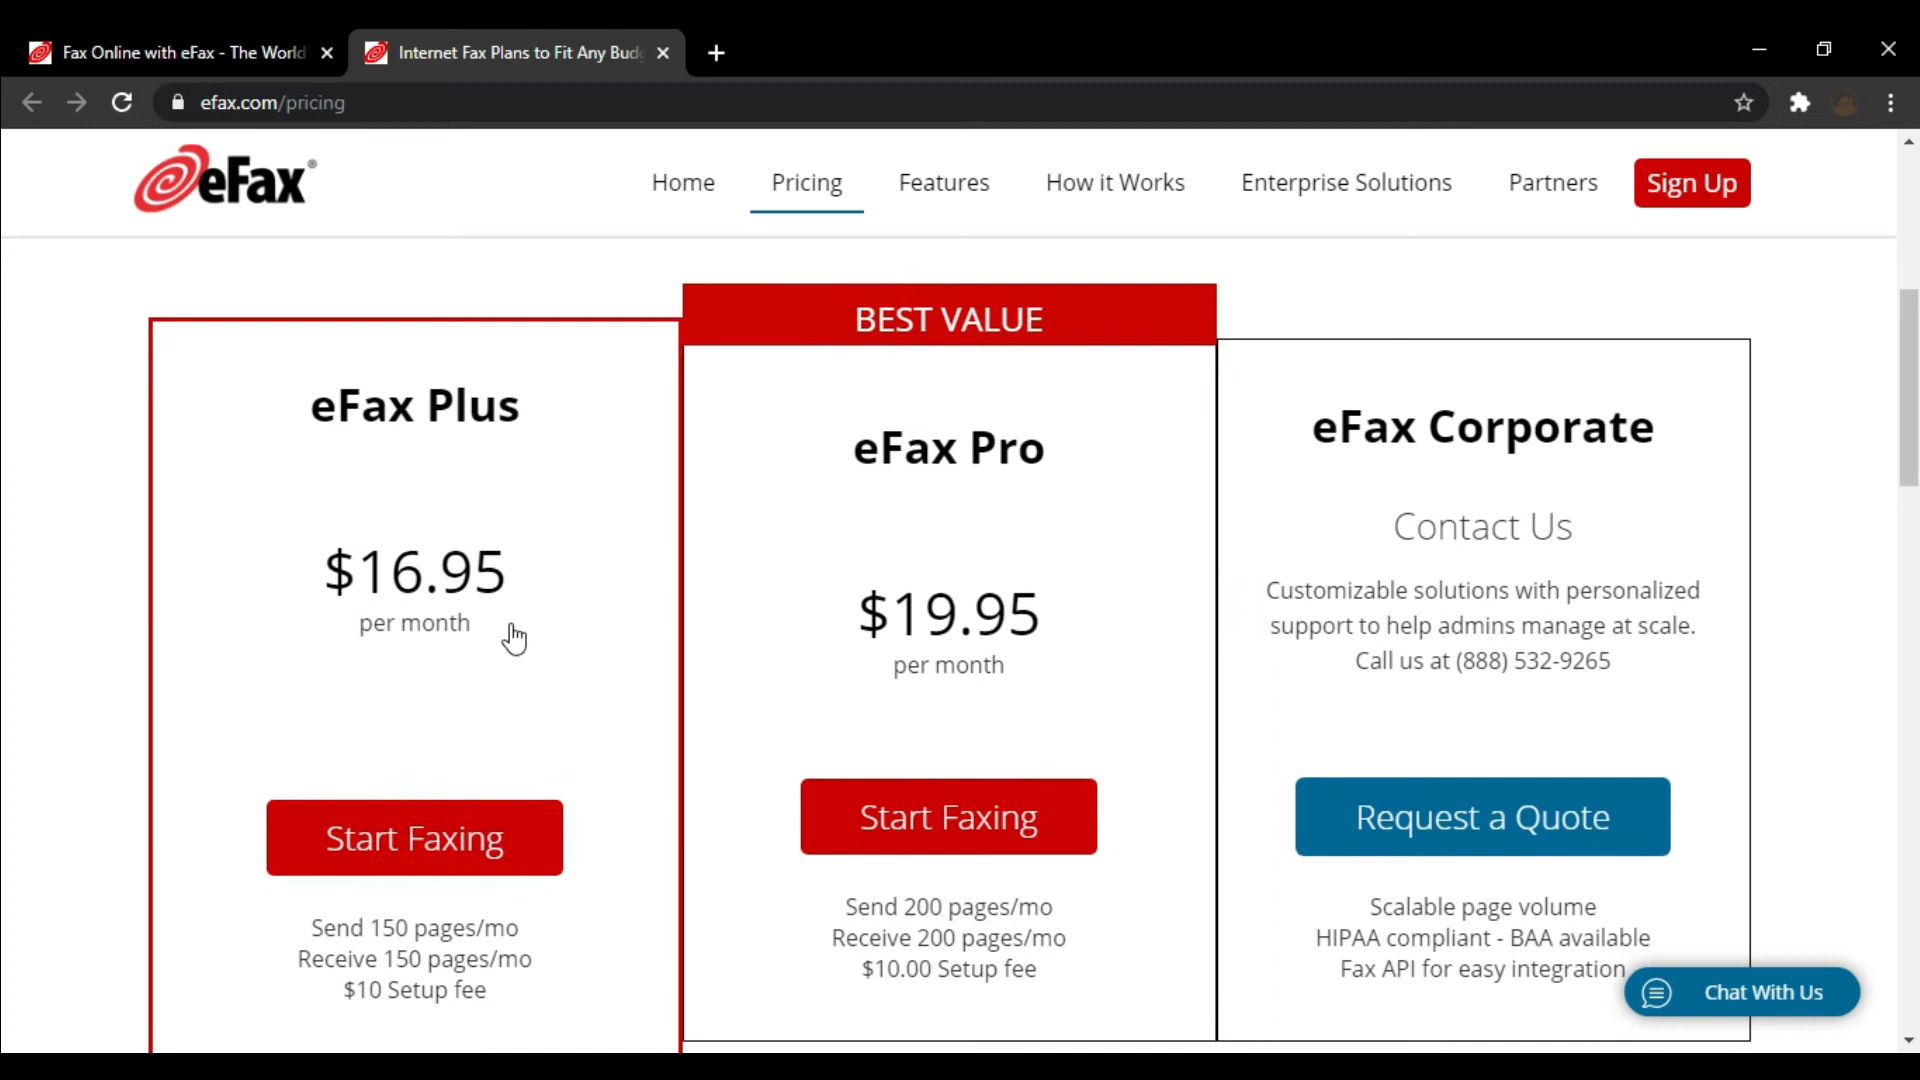 Fax Online with eFax - The World
Internet Fax Plans to Fit Any Bud
efax.com/pricing
eFax®
Home
Pricing
Features
How it Works
Enterprise Solutions
Partners
Sign Up
BEST VALUE
eFax Plus
$16.95
per month
Start Faxing
Send 150 pages/mo
Receive 150 pages/mo
$10 Setup fee
eFax Pro
$19.95
per month
Start Faxing
Send 200 pages/mo
Receive 200 pages/mo
$10.00 Setup fee
eFax Corporate
Contact Us
Customizable solutions with personalized
support to help admins manage at scale.
Call us at (888) 532-9265
Request a Quote
Scalable page volume
HIPAA compliant - BAA available
Fax API for easy integration
Chat With Us